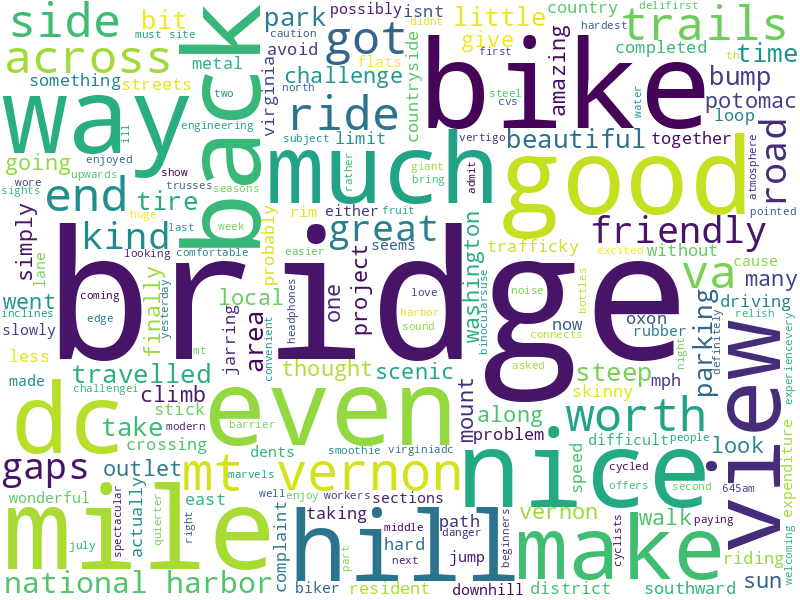 side
must site
bit
caution
didnt
park
possibly
isnt
little
country
delifirst
hardest
trails
across
something
streets
metal
back
virginia
avoid
got
flats
give
first
completed
time
way
two
challenge
countryside
steel
cvs
bike
amazing
th
bump
north
ill
engineering
ride
subject
limit
vertigo
beautiful
together
water
potomac
loop
going
upwards
enjoyed
much
rather
giant
bring
admit
good
atmosphere
road
sights
wore
end
tire
show
trusses
seasons
fruit
pointed
simply
huge
last
week
kind
looking
comfortable
probably
rim
either
great
seems
easier
friendly
trafficky
excited
without
cause
lane
went
coming
bridge
finally
yesterday
local
area
one
project
love
washington
binocularsuse
noise
bottles
va
many
inclines
edge
slowly
mt
jarring
convenient
headphones
harbor
sound
connects
now
oxon
rubber
parking
driving
relish
less
made
travelled
thought
scenic
asked
steep
mph
night
definitely
view
experiencevery
challengei
climb
mount
skinny
dc
take
stick
modern
even
along
worth
crossing
barrier
dents
smoothie
virginiadc
problem
difficult
people
look
gaps
outlet
mt vernon
marvels
nice
speed
cycled
offers
second
645am
expenditure
wonderful
actually
east
complaint
well
enjoy
workers
sections
vernon
walk
paying
mile
spectacular
quierter
right
hill
taking
path
danger
beginners
make
cyclists
riding
welcoming
july
part
middle
hard
next
jump
district
sun
national harbor
biker
resident
downhill
southward